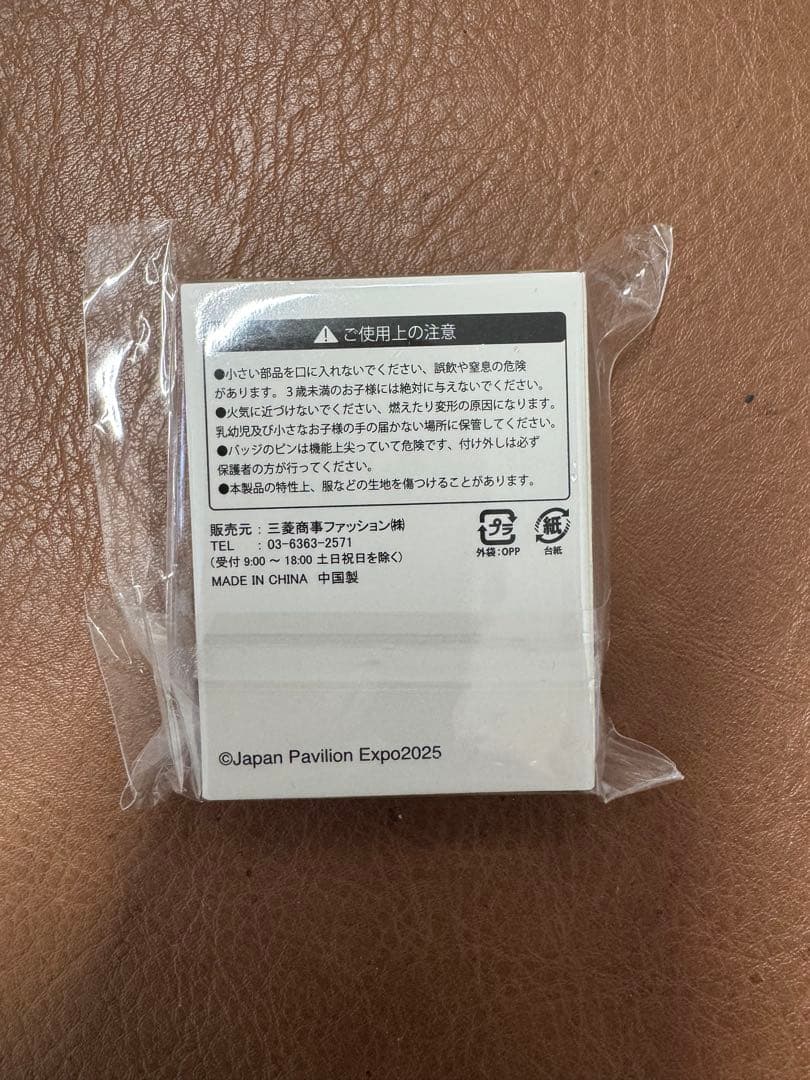 ⚠ ご使用上の注意
●小さい部品を口に入れないでください、誤飲や窒息の危険
があります。３歳未満のお子様には絶対に与えないでください。
●火気に近づけないでください、燃えたり変形の原因になります。
乳幼児及び小さなお子様の手の届かない場所に保管してください。
●バッジのピンは機能上尖っていて危険です、付け外しは必ず
保護者の方が行ってください。
●本製品の特性上、服などの生地を傷つけることがあります。
販売元：三菱商事ファッション㈱
TEL ：03-6363-2571
(受付 9:00 ～ 18:00 土日祝日を除く)
MADE IN CHINA 中国製
プラ
外袋：OPP
紙
台紙
©Japan Pavilion Expo2025